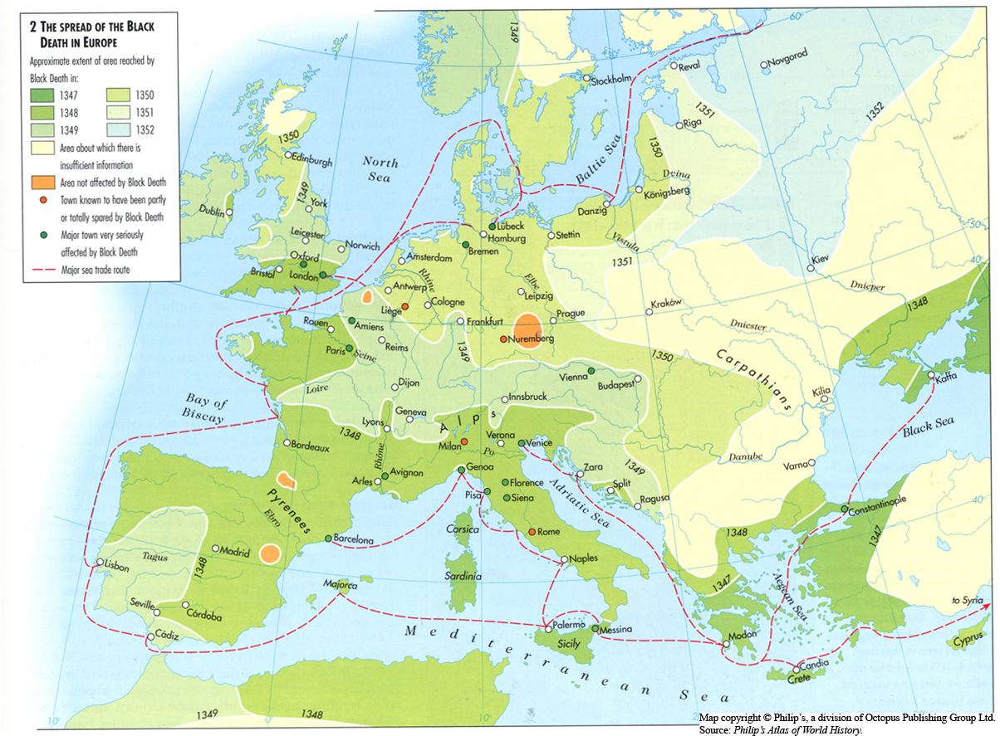 2 THE SPREAD OF THE BLACK
DEATH IN EUROPE
Approximate extent of area reached by
Black Death in:
1347
1350
1348
1351
1349
1352
Area about which there is
insufficient information
Area not affected by Black Death
Town known to have been partly
or totally spared by Black Death
Major town very seriously
affected by Black Death
Major sea trade route
1349
60°
Novgorod
Reval
Stockholm
1352
1351
Riga
1350
1350
Edinburgh
North
Sea
Baltic Sea
Dvina
Königsberg
1349
York
Dublin
Danzig
50°
Leicester
Lübeck
Hamburg
Stettin
Norwich
Bremen
Vistula
Oxford
Amsterdam
1351
Kiev
40°
Bristol
London
Rhine
Elbe
Dnieper
Antwerp
Leipzig
Liège
Cologne
Kraków
1348
Rouen
Amiens
Frankfurt
Prague
Dniester
Reims
Nuremberg
Paris
Seine
1349
1350
Carpathians
Vienna
Budapest
Kaffa
Loire
Dijon
Kilia
Bay of
Biscay
Innsbruck
Geneva
Lyons
Alps
Black Sea
1348
Verona
Venice
Milan
Po
Bordeaux
Rhône
Danube
Varna
Genoa
Zara
1349
Avignon
Arles
Florence
Split
Pisa
Siena
Ragusa
Adriatic Sea
Constantinople
40°
Pyrenees
Ebro
Corsica
Rome
1348
1347
Barcelona
Madrid
Tagus
Naples
Lisbon
1348
Sardinia
1347
Majorca
Aegean Sea
to Syria
Seville
Córdoba
Palermo
Messina
Cádiz
Mediterranean Sea
Sicily
Modon
Cyprus
Candia
Crete
1349
1348
10°
0°
10°
Map copyright © Philip's, a division of Octopus Publishing Group Ltd.
Source: Philip's Atlas of World History.